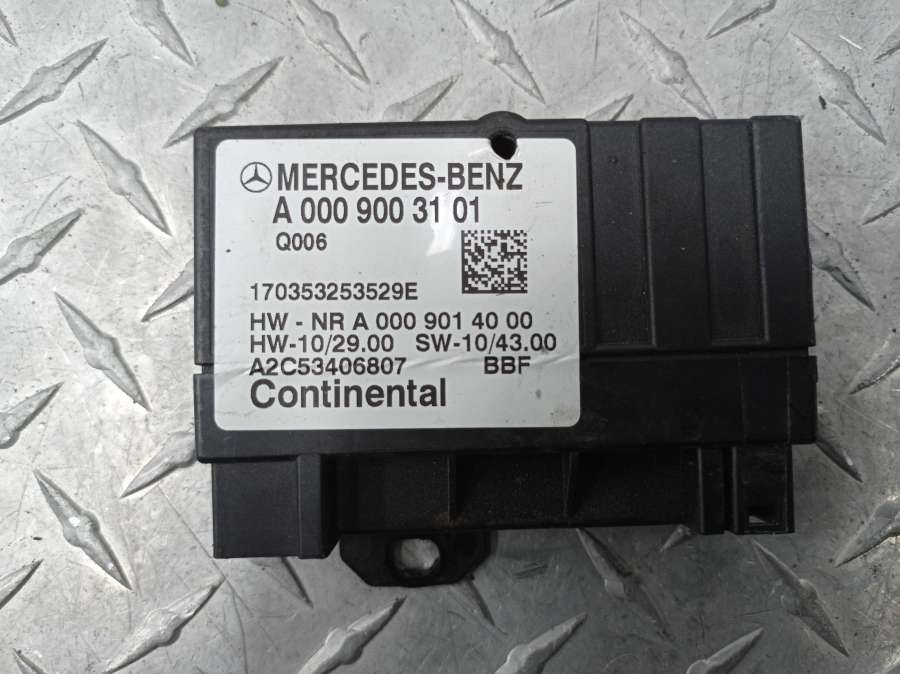 MERCEDES-BENZ
A 000 900 31 01
Q006
170353253529E
HW - NR A 000 901 40 00
HW-10/29.00 SW-10/43.00
A2C53406807 BBF
Continental